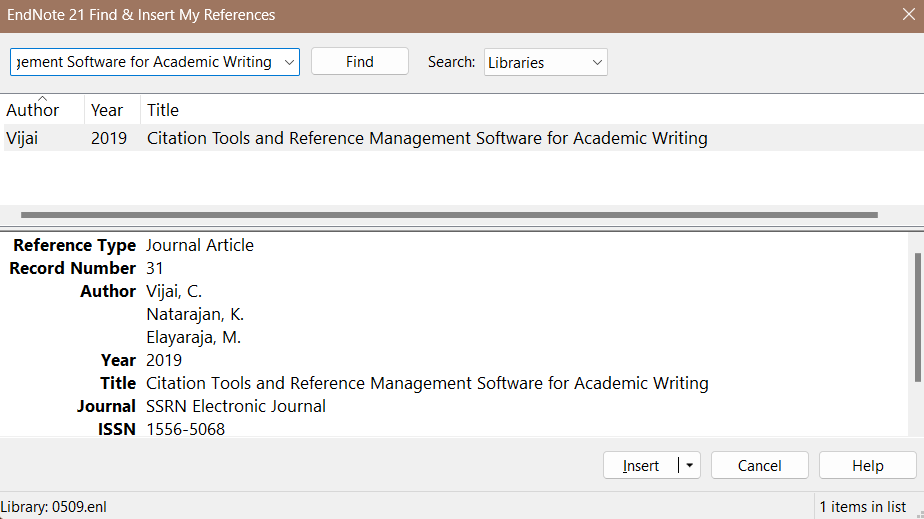 EndNote 21 Find & Insert My References
gement Software for Academic Writing Find Search: Libraries
Author Year Title
Vijai 2019 Citation Tools and Reference Management Software for Academic Writing
Reference Type Journal Article
Record Number 31
Author Vijai, C.
Natarajan, K.
Elayaraja, M.
Year 2019
Title Citation Tools and Reference Management Software for Academic Writing
Journal SSRN Electronic Journal
ISSN 1556-5068
Insert Cancel Help
Library: 0509.enl 1 items in list